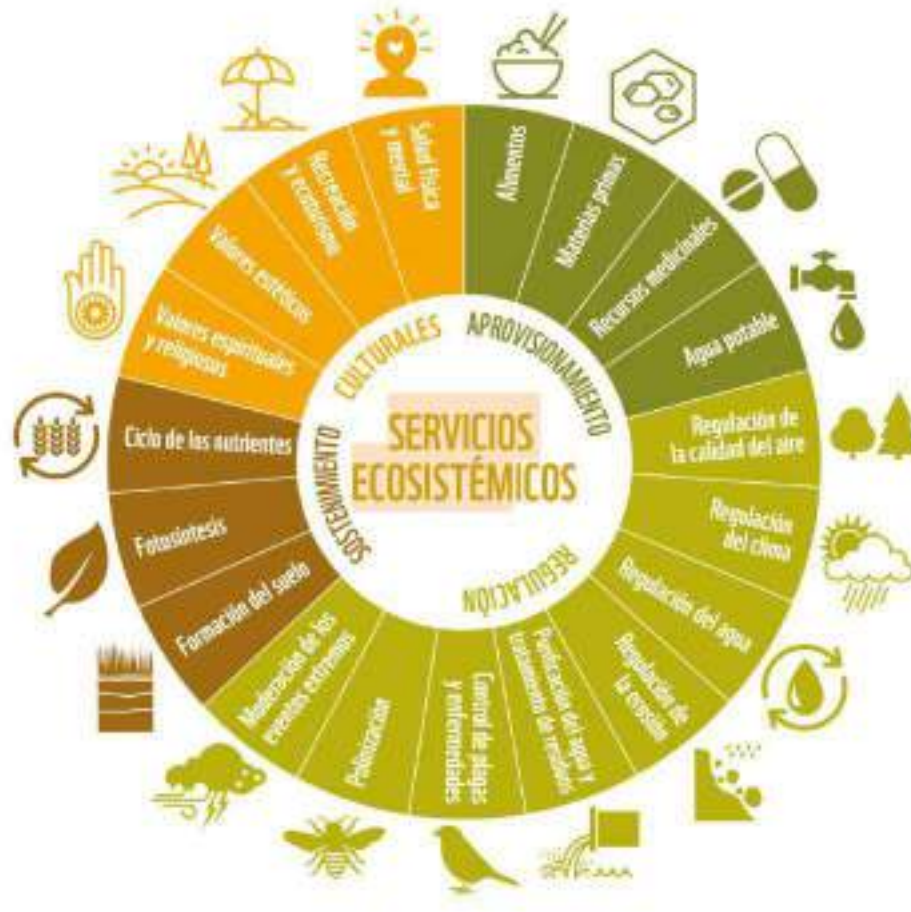 SERVICIOS
ECOSISTÉMICOS
APROVISIONAMIENTO
Alimentos
Materias primas
Recursos medicinales
Agua potable
REGULACIÓN
Regulación de
la calidad del aire
Regulación
del clima
Regulación del agua
Regulación de
la erosión
Purificación del agua y
tratamiento de residuos
Control de plagas
y enfermedades
Polinización
Moderación de los
eventos extremos
SOSTENIMIENTO
Formación del suelo
Fotosíntesis
Ciclo de los nutrientes
CULTURALES
Valores espirituales
y religiosos
Valores estéticos
Recreación
y ecoturismo
Salud física
y mental